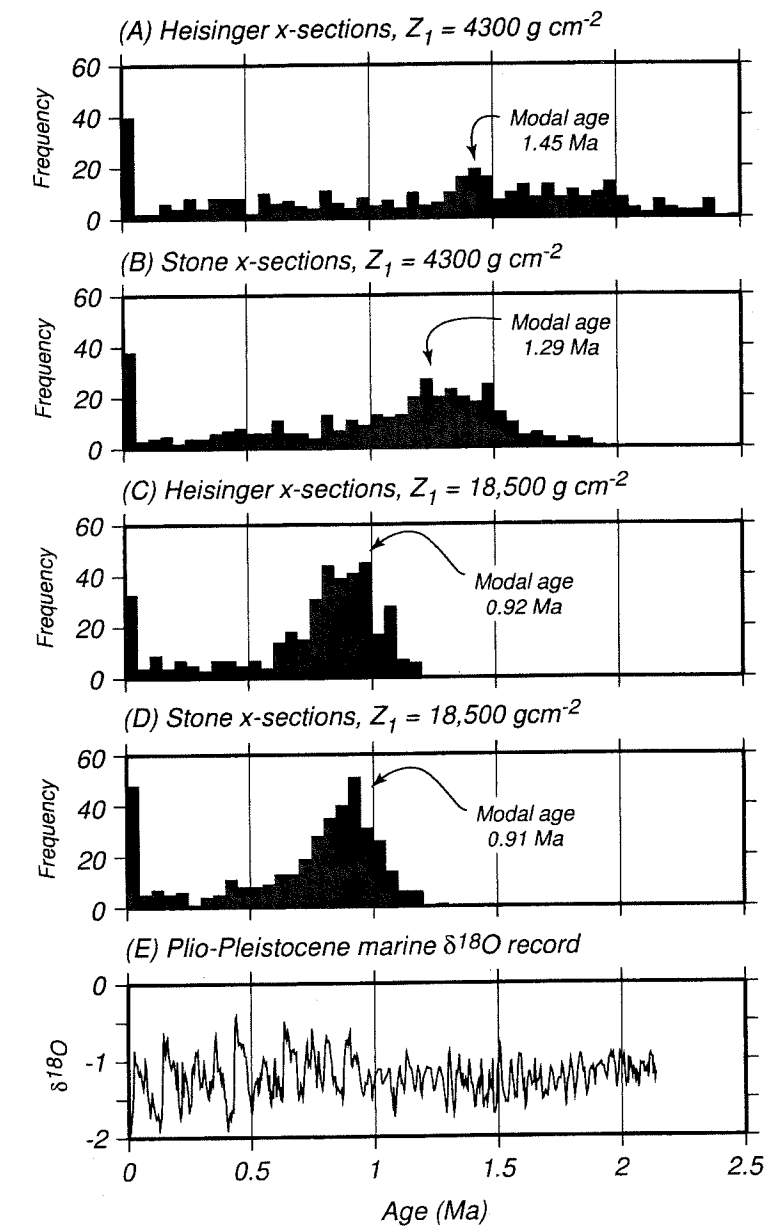 (A) Heisinger x-sections, Z1 = 4300 g cm-2
60
40
20
0
Frequency
Modal age
1.45 Ma
(B) Stone x-sections, Z1 = 4300 g cm-2
60
40
20
0
Frequency
Modal age
1.29 Ma
(C) Heisinger x-sections, Z1 = 18,500 g cm-2
60
40
20
0
Frequency
Modal age
0.92 Ma
(D) Stone x-sections, Z1 = 18,500 gcm-2
60
40
20
0
Frequency
Modal age
0.91 Ma
(E) Plio-Pleistocene marine δ18O record
0
-1
-2
δ18O
0 0.5 1 1.5 2 2.5
Age (Ma)